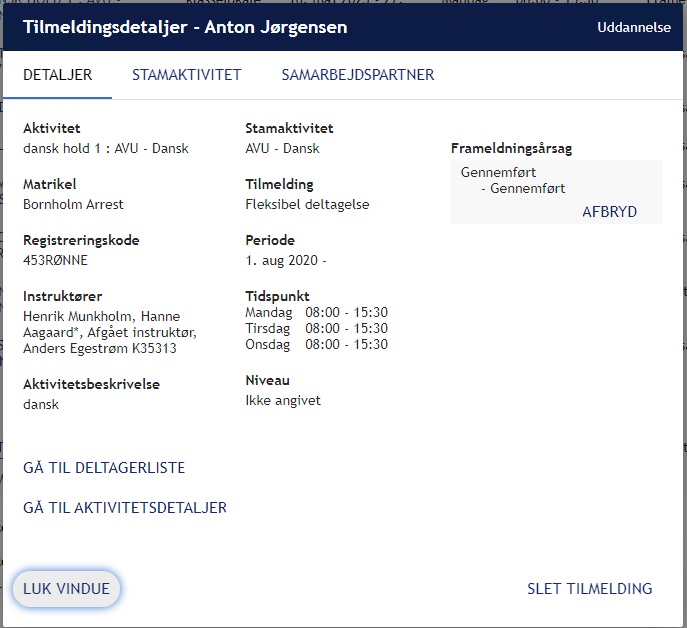 Tilmeldingsdetaljer - Anton Jørgensen
Uddannelse
DETALJER
STAMAKTIVITET
SAMARBEJDSPARTNER
Aktivitet
dansk hold 1 : AVU - Dansk
Stamaktivitet
AVU - Dansk
Frameldningsårsag
Gennemført
- Gennemført
AFBRYD
Matrikel
Bornholm Arrest
Tilmelding
Fleksibel deltagelse
Registreringskode
453RØNNE
Periode
1. aug 2020 -
Instruktører
Henrik Munkholm, Hanne
Aagaard*, Afgået instruktør,
Anders Egestrøm K35313
Tidspunkt
Mandag 08:00 - 15:30
Tirsdag 08:00 - 15:30
Onsdag 08:00 - 15:30
Aktivitetsbeskrivelse
dansk
Niveau
Ikke angivet
GÅ TIL DELTAGERLISTE
GÅ TIL AKTIVITETSDETALJER
LUK VINDUE
SLET TILMELDING